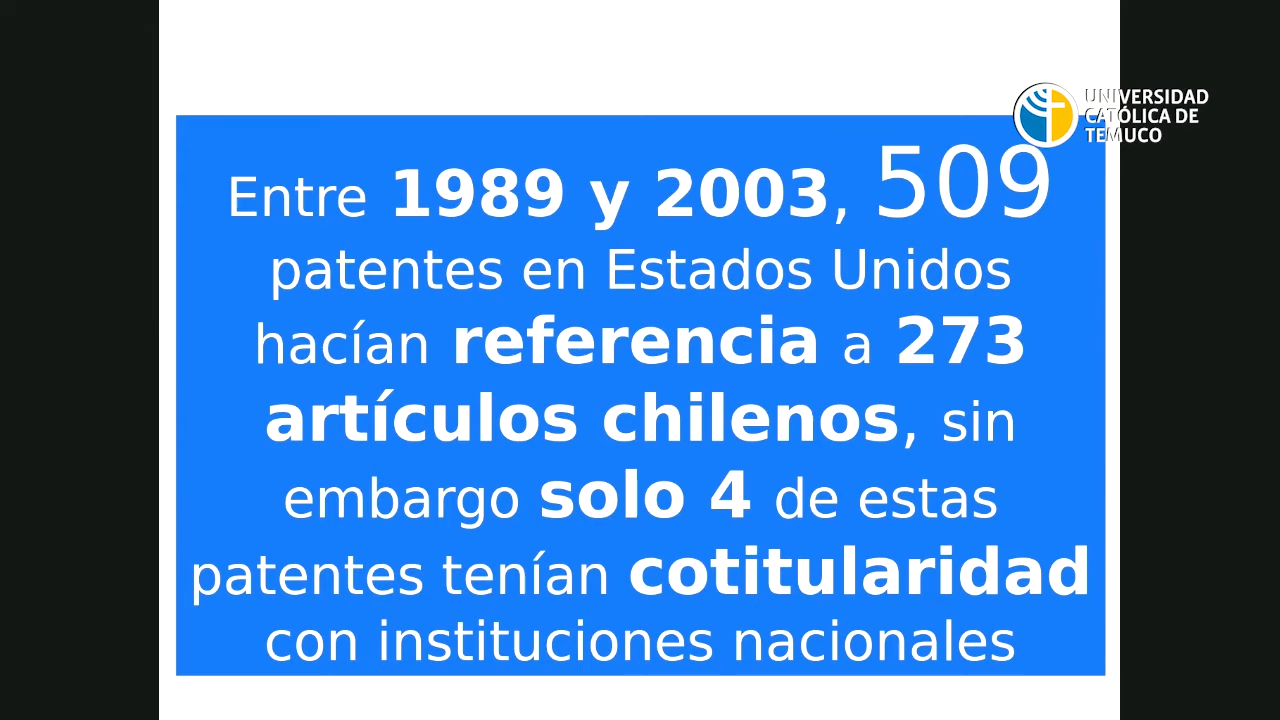 UNIVERSIDAD
CATÓLICA DE
TEMUCO
Entre 1989 y 2003, 509
patentes en Estados Unidos
hacían referencia a 273
artículos chilenos, sin
embargo solo 4 de estas
patentes tenían cotitularidad
con instituciones nacionales